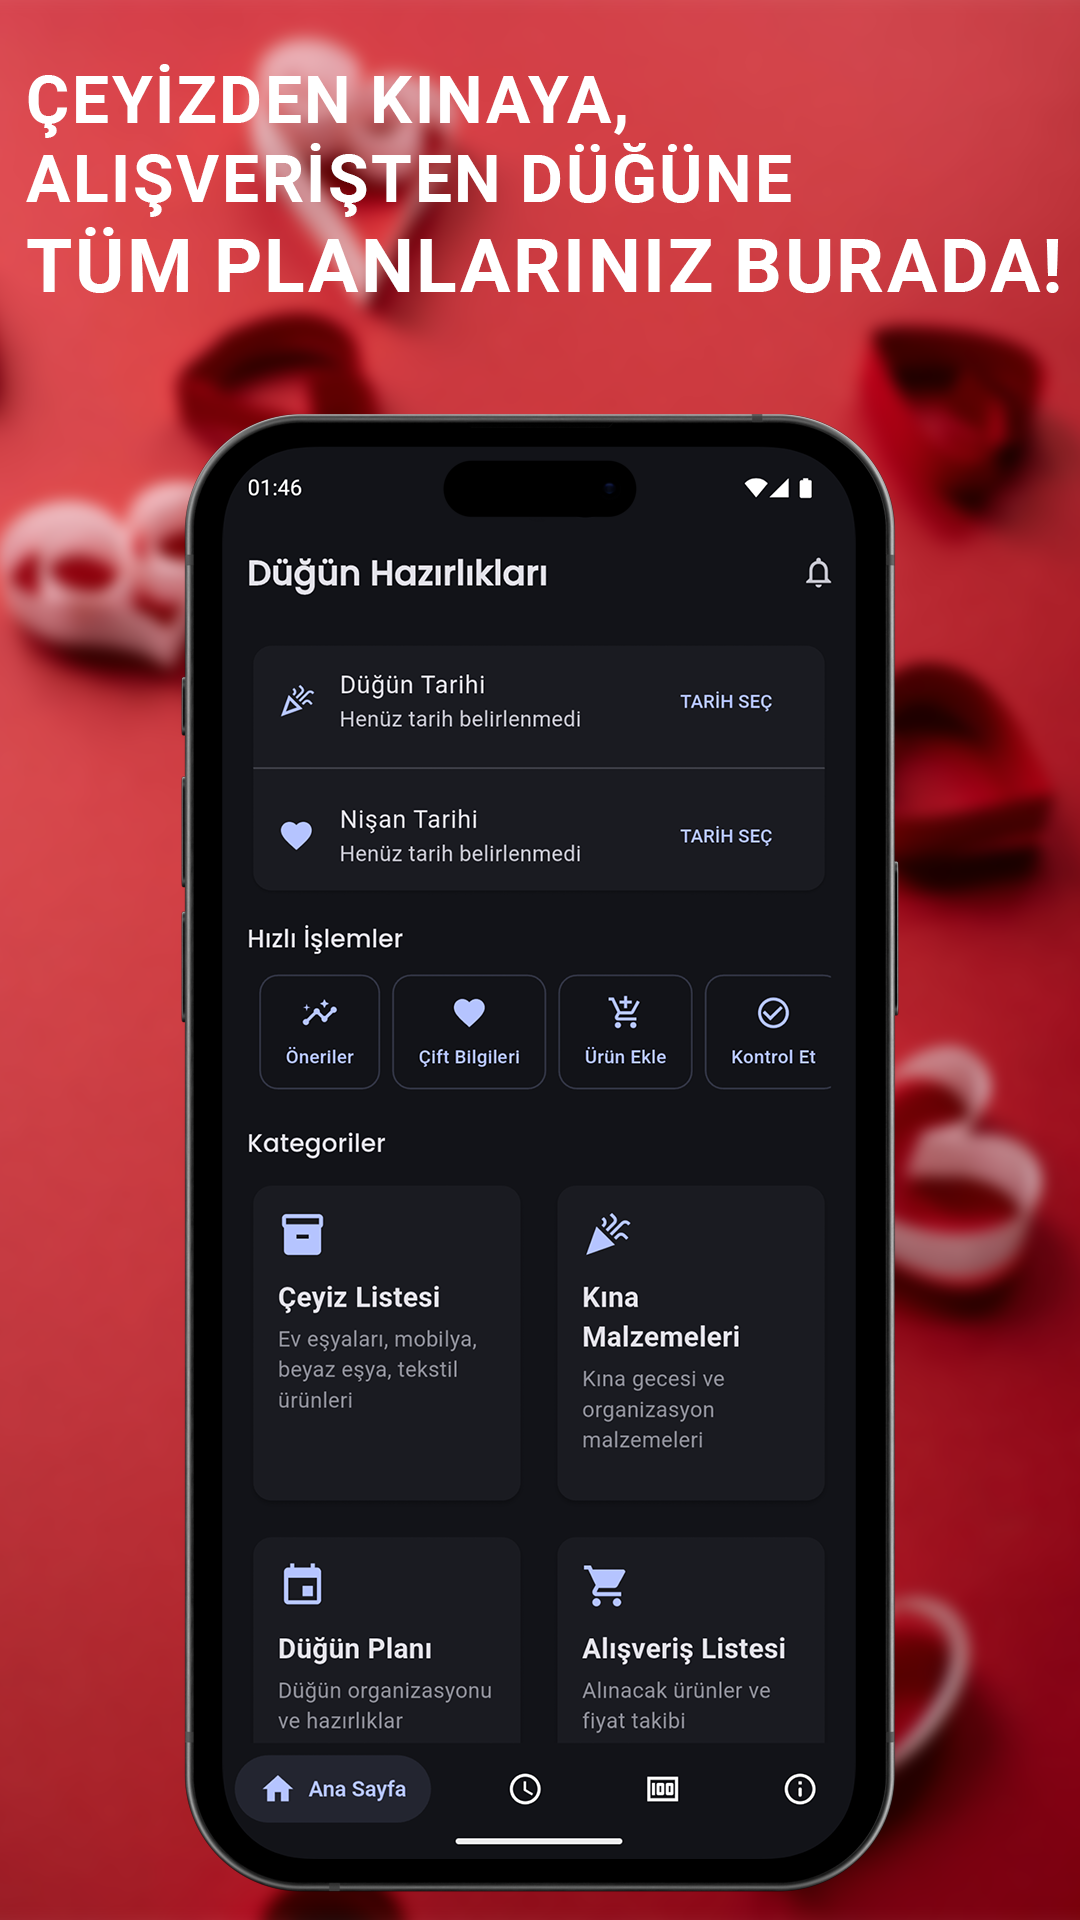 ÇEYİZDEN KINAYA,
ALIŞVERİŞTEN DÜĞÜNE
TÜM PLANLARINIZ BURADA!
01:46
Düğün Hazırlıkları
Düğün Tarihi
Henüz tarih belirlenmedi
TARİH SEÇ
Nişan Tarihi
Henüz tarih belirlenmedi
TARİH SEÇ
Hızlı İşlemler
Öneriler
Çift Bilgileri
Ürün Ekle
Kontrol Et
Kategoriler
Çeyiz Listesi
Ev eşyaları, mobilya,
beyaz eşya, tekstil
ürünleri
Kına
Malzemeleri
Kına gecesi ve
organizasyon
malzemeleri
Düğün Planı
Düğün organizasyonu
ve hazırlıklar
Alışveriş Listesi
Alınacak ürünler ve
fiyat takibi
Ana Sayfa